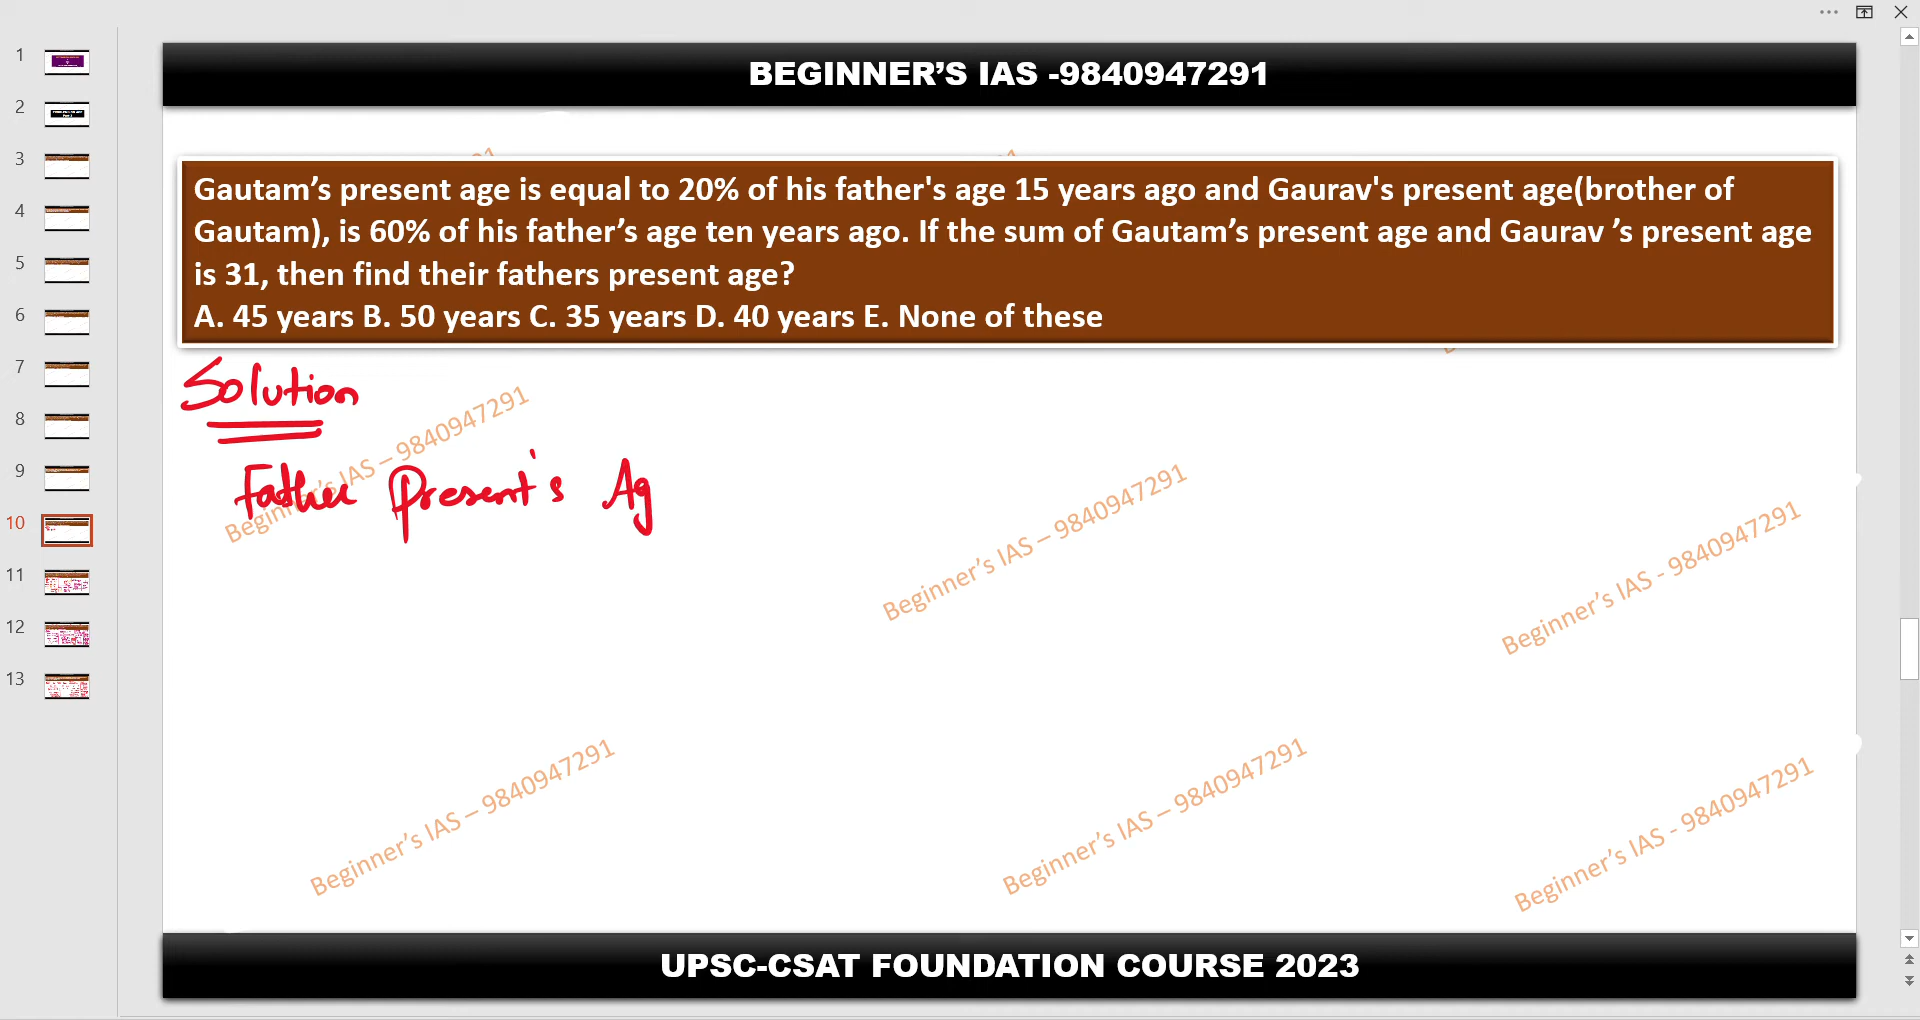 BEGINNER’S IAS -9840947291
Gautam’s present age is equal to 20% of his father's age 15 years ago and Gaurav's present age(brother of
Gautam), is 60% of his father’s age ten years ago. If the sum of Gautam’s present age and Gaurav ’s present age
is 31, then find their fathers present age?
A. 45 years B. 50 years C. 35 years D. 40 years E. None of these
Solution
Father Present's Ag
Beginner’s IAS – 9840947291
Beginner’s IAS – 9840947291
Beginner’s IAS - 9840947291
Beginner’s IAS – 9840947291
Beginner’s IAS – 9840947291
Beginner’s IAS - 9840947291
UPSC-CSAT FOUNDATION COURSE 2023
1
2
3
4
5
6
7
8
9
10
11
12
13